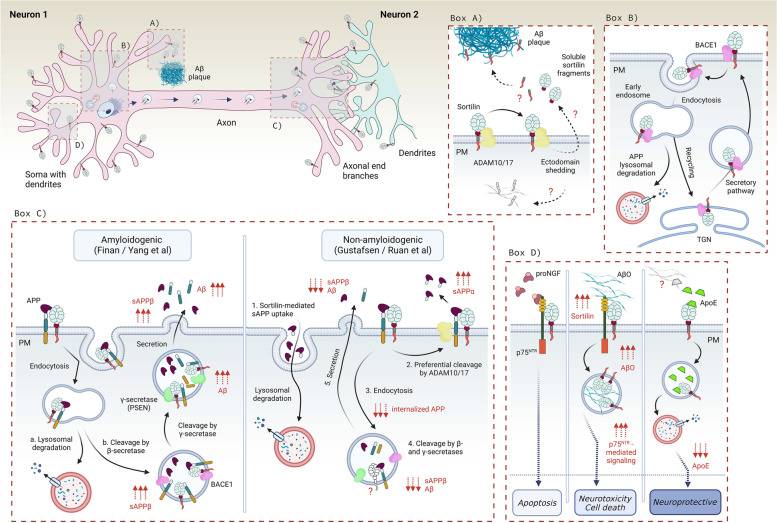 Neuron 1
Neuron 2
A)
B)
Aβ
plaque
C)
D)
Axon
Soma with
dendrites
Axonal end
branches
Dendrites
Box A)
Aβ
plaque
Soluble
sortilin
fragments
?
?
Sortilin
PM
ADAM10/17
Ectodomain
shedding
?
Box B)
BACE1
PM
Early
endosome
Endocytosis
APP
lysosomal
degradation
Recycling
Secretory
pathway
TGN
Box C)
Amyloidogenic
(Finan / Yang et al)
Aβ
sAPPβ
APP
PM
Secretion
Endocytosis
γ-secretase
(PSEN)
Aβ
Cleavage by
γ-secretase
a. Lysosomal
degradation
b. Cleavage by
β-secretase
BACE1
sAPPβ
Non-amyloidogenic
(Gustafsen / Ruan et al)
1. Sortilin-mediated
sAPP uptake
sAPPβ
Aβ
sAPPα
2. Preferential cleavage
by ADAM10/17
5. Secretion
3. Endocytosis
internalized APP
Lysosomal
degradation
4. Cleavage by β-
and γ-secretases
?
sAPPβ
Aβ
Box D)
proNGF
p75NTR
AβO
Sortilin
AβO
p75NTR-
mediated
signaling
?
ApoE
PM
ApoE
Apoptosis
Neurotoxicity
Cell death
Neuroprotective